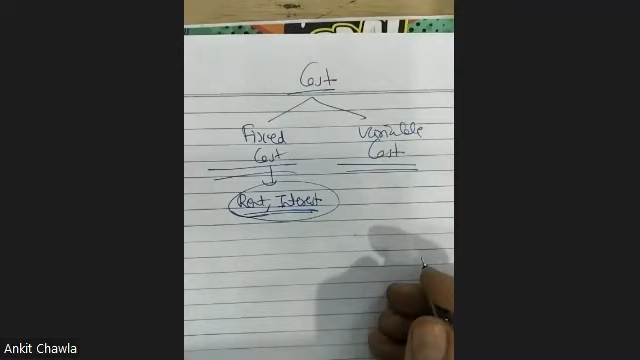 Cost
Fixed
Cost
Variable
Cost
Rent, Interest
Ankit Chawla